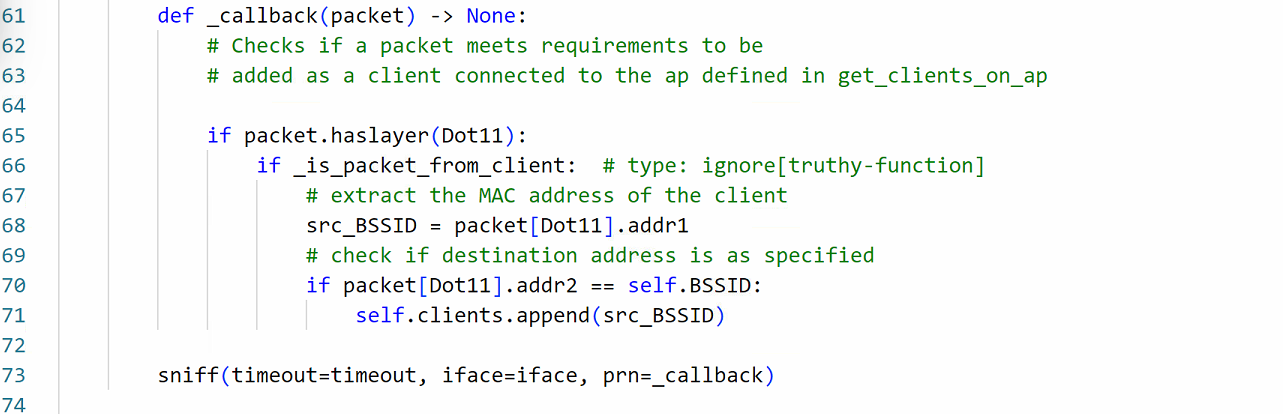 61 def _callback(packet) -> None:
62 # Checks if a packet meets requirements to be
63 # added as a client connected to the ap defined in get_clients_on_ap
64
65 if packet.haslayer(Dot11):
66 if _is_packet_from_client:  # type: ignore[truthy-function]
67 # extract the MAC address of the client
68 src_BSSID = packet[Dot11].addr1
69 # check if destination address is as specified
70 if packet[Dot11].addr2 == self.BSSID:
71 self.clients.append(src_BSSID)
72
73 sniff(timeout=timeout, iface=iface, prn=_callback)
74